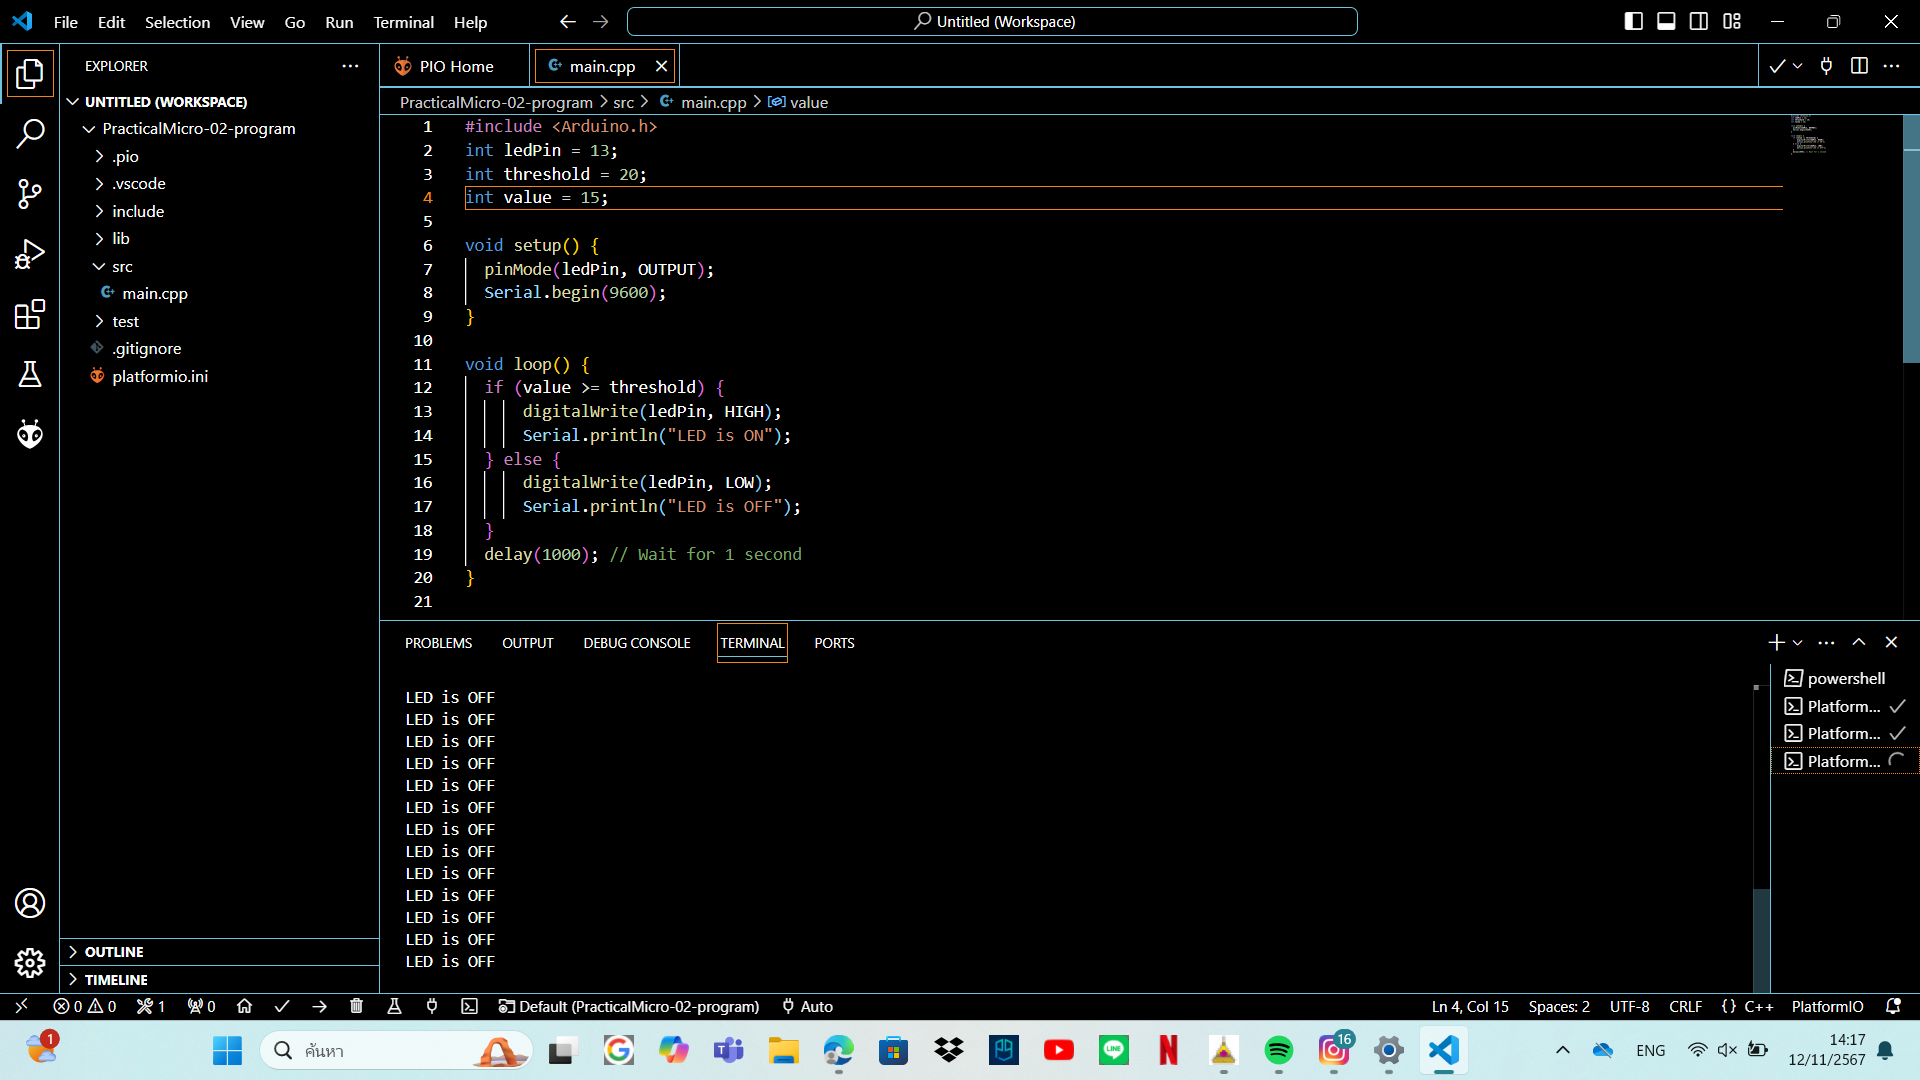 File Edit Selection View Go Run Terminal Help
Untitled (Workspace)
EXPLORER
UNTITLED (WORKSPACE)
PracticalMicro-02-program
.pio
.vscode
include
lib
src
main.cpp
test
.gitignore
platformio.ini
OUTLINE
TIMELINE
PIO Home
main.cpp
PracticalMicro-02-program > src > main.cpp > value
1 #include <Arduino.h>
2 int ledPin = 13;
3 int threshold = 20;
4 int value = 15;
5
6 void setup() {
7 pinMode(ledPin, OUTPUT);
8 Serial.begin(9600);
9 }
10
11 void loop() {
12 if (value >= threshold) {
13 digitalWrite(ledPin, HIGH);
14 Serial.println("LED is ON");
15 } else {
16 digitalWrite(ledPin, LOW);
17 Serial.println("LED is OFF");
18 }
19 delay(1000); // Wait for 1 second
20 }
21
PROBLEMS OUTPUT DEBUG CONSOLE TERMINAL PORTS
LED is OFF
LED is OFF
LED is OFF
LED is OFF
LED is OFF
LED is OFF
LED is OFF
LED is OFF
LED is OFF
LED is OFF
LED is OFF
LED is OFF
LED is OFF
powershell
Platform...
Platform...
Platform...
0 0 1 0 Default (PracticalMicro-02-program) Auto
Ln 4, Col 15 Spaces: 2 UTF-8 CRLF {} C++ PlatformIO
1
ค้นหา
LINE
16
ENG
14:17
12/11/2567